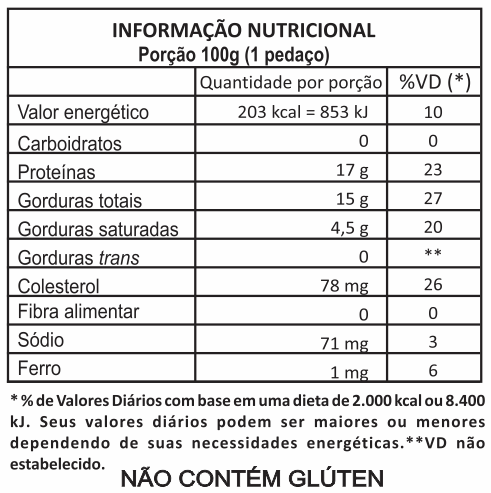 INFORMAÇÃO NUTRICIONAL
Porção 100g (1 pedaço)
Quantidade por porção %VD (*)
Valor energético 203 kcal = 853 kJ 10
Carboidratos 0 0
Proteínas 17 g 23
Gorduras totais 15 g 27
Gorduras saturadas 4,5 g 20
Gorduras trans 0 **
Colesterol 78 mg 26
Fibra alimentar 0 0
Sódio 71 mg 3
Ferro 1 mg 6
* % de Valores Diários com base em uma dieta de 2.000 kcal ou 8.400
kJ. Seus valores diários podem ser maiores ou menores
dependendo de suas necessidades energéticas.**VD não
estabelecido.
NÃO CONTÉM GLÚTEN